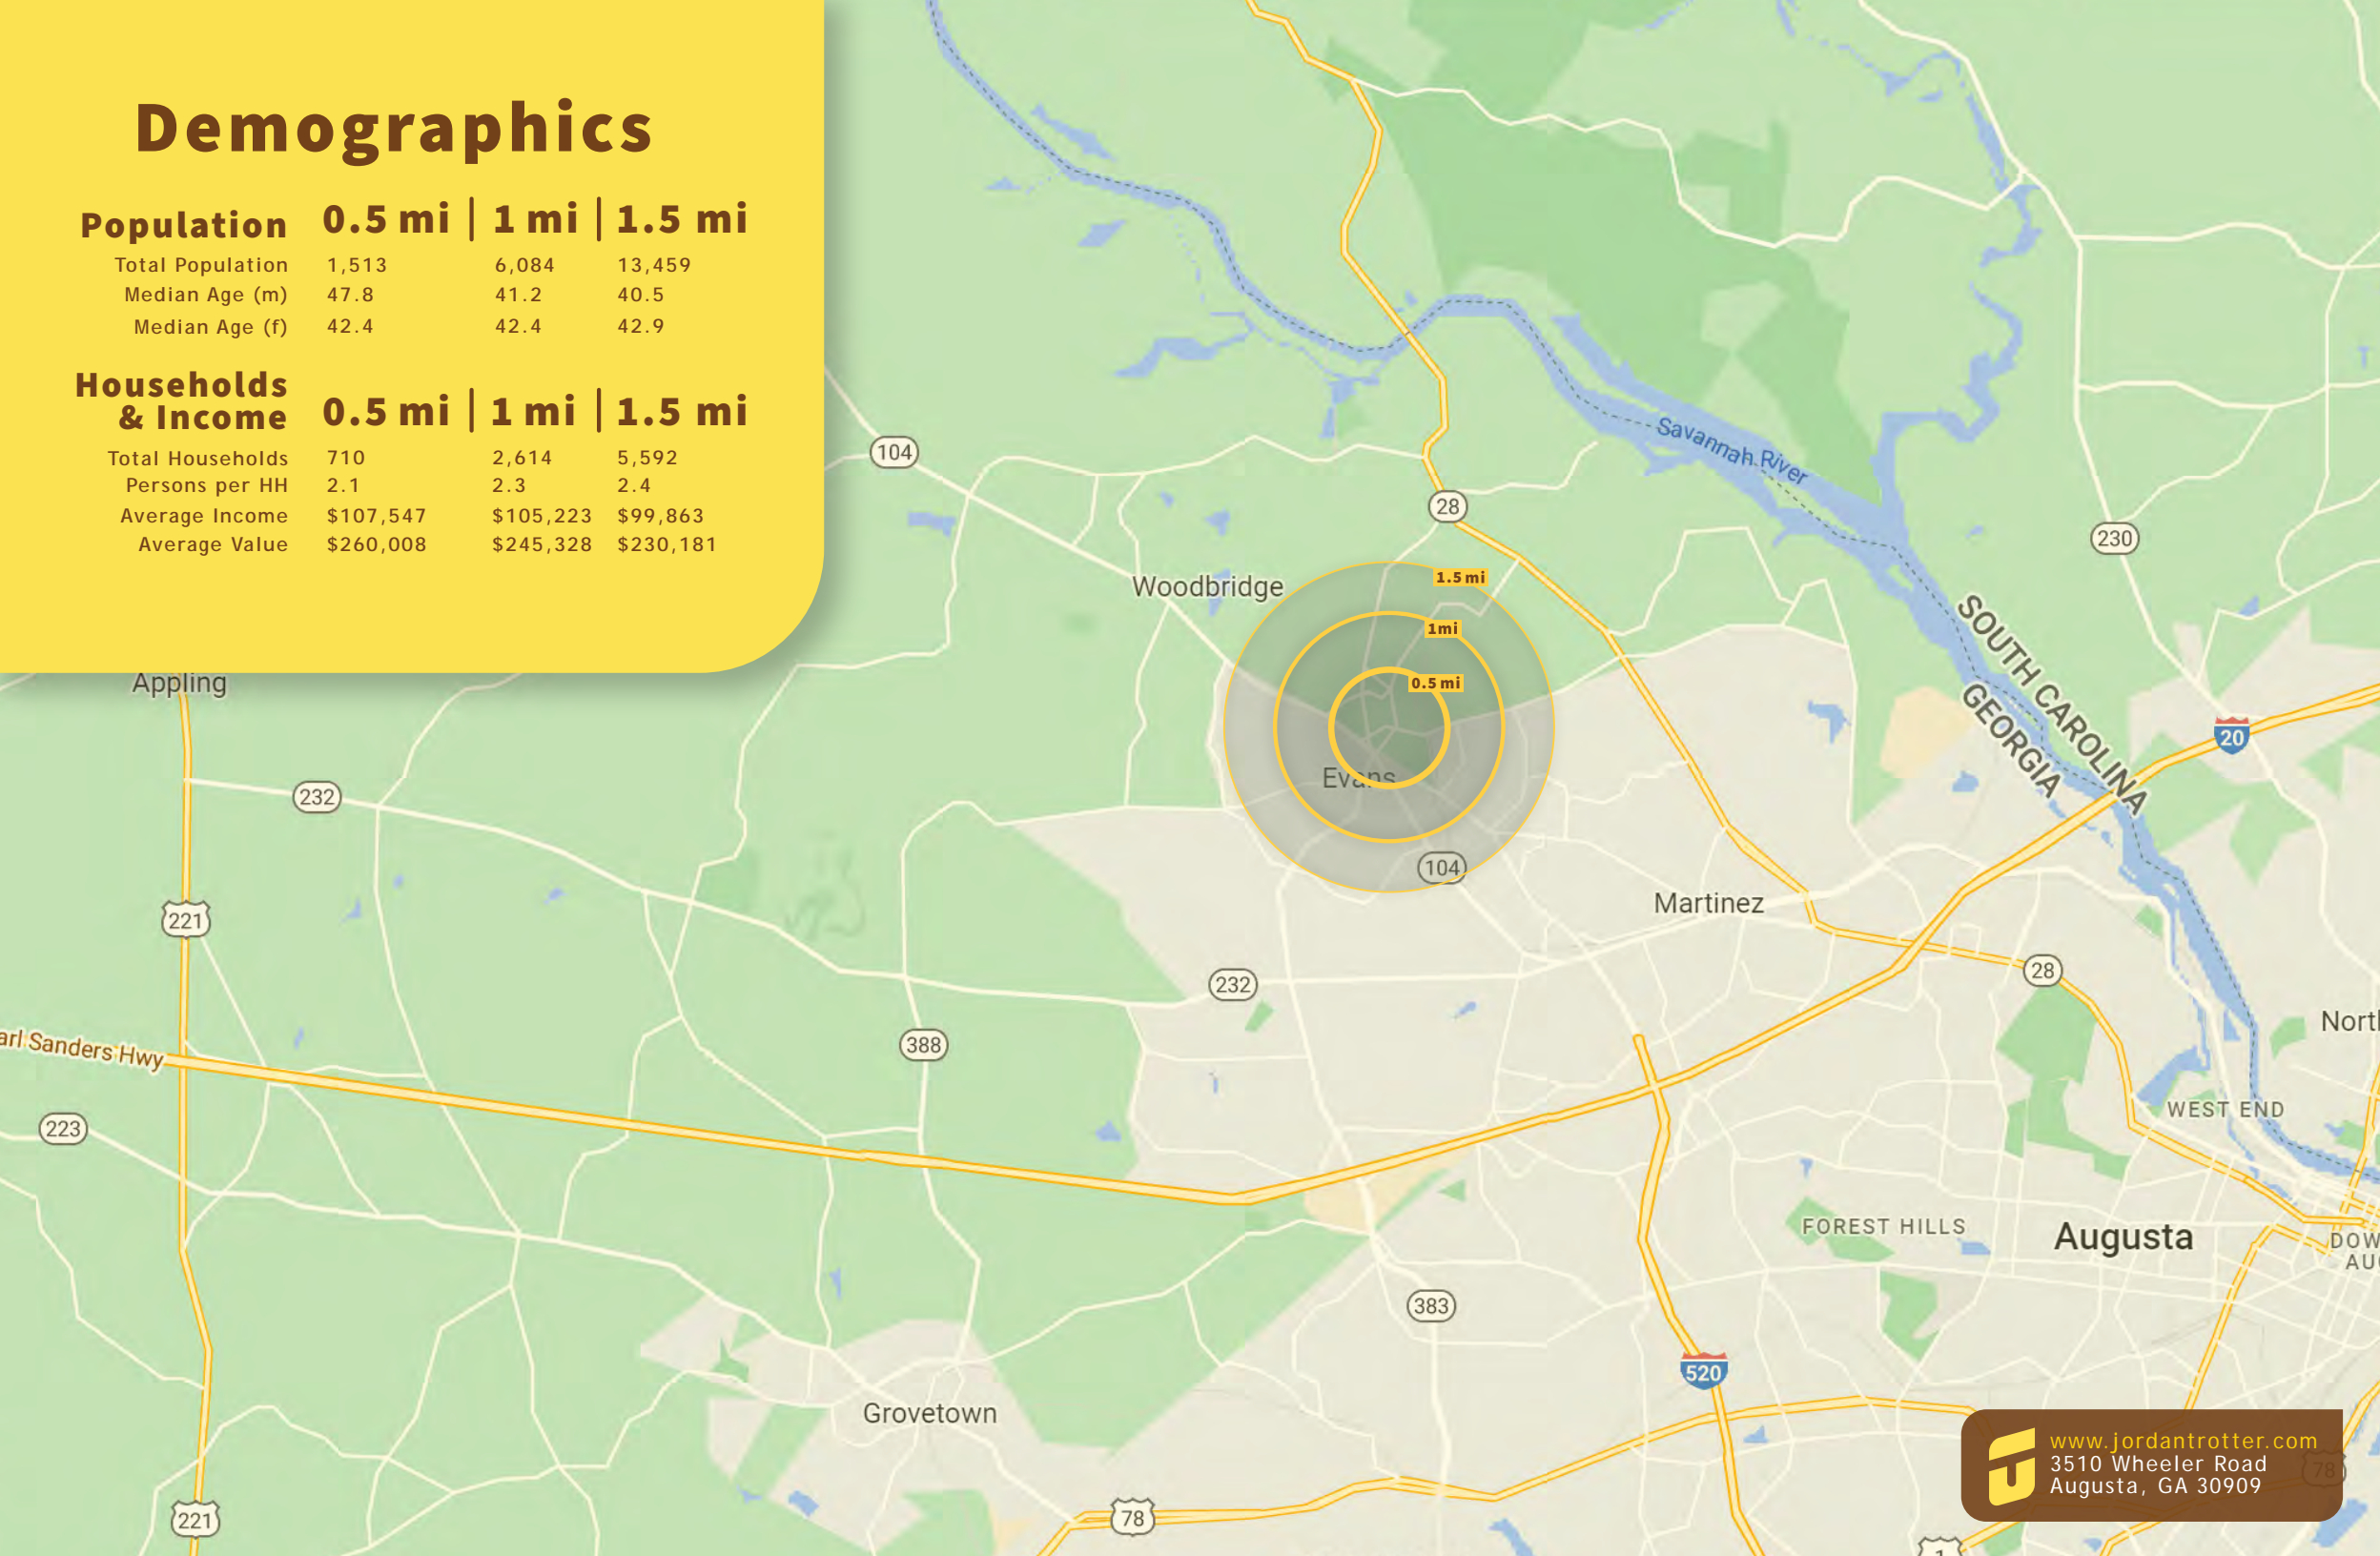 Demographics
Population 0.5 mi | 1 mi | 1.5 mi
Total Population 1,513 6,084 13,459
Median Age (m) 47.8 41.2 40.5
Median Age (f) 42.4 42.4 42.9
Households
& Income 0.5 mi | 1 mi | 1.5 mi
Total Households 710 2,614 5,592
Persons per HH 2.1 2.3 2.4
Average Income $107,547 $105,223 $99,863
Average Value $260,008 $245,328 $230,181
104
Savannah River
28
230
Woodbridge
1.5 mi
1mi
0.5 mi
SOUTH CAROLINA
GEORGIA
Appling
20
Evans
232
104
Martinez
221
28
232
North
388
arl Sanders Hwy
WEST END
223
FOREST HILLS
Augusta
DOW
AU
383
520
Grovetown
www.jordantrotter.com
3510 Wheeler Road
Augusta, GA 30909
78
221
78
1